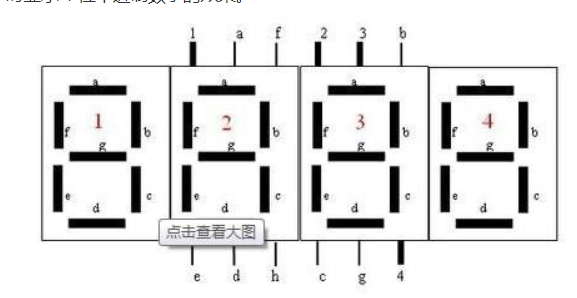 1 a f 2 3 b
a a a a
f 1 b f 2 b f 3 b f 4 b
g g g g
e c e c e c e c
d d d d
点击查看大图
e d h c g 4